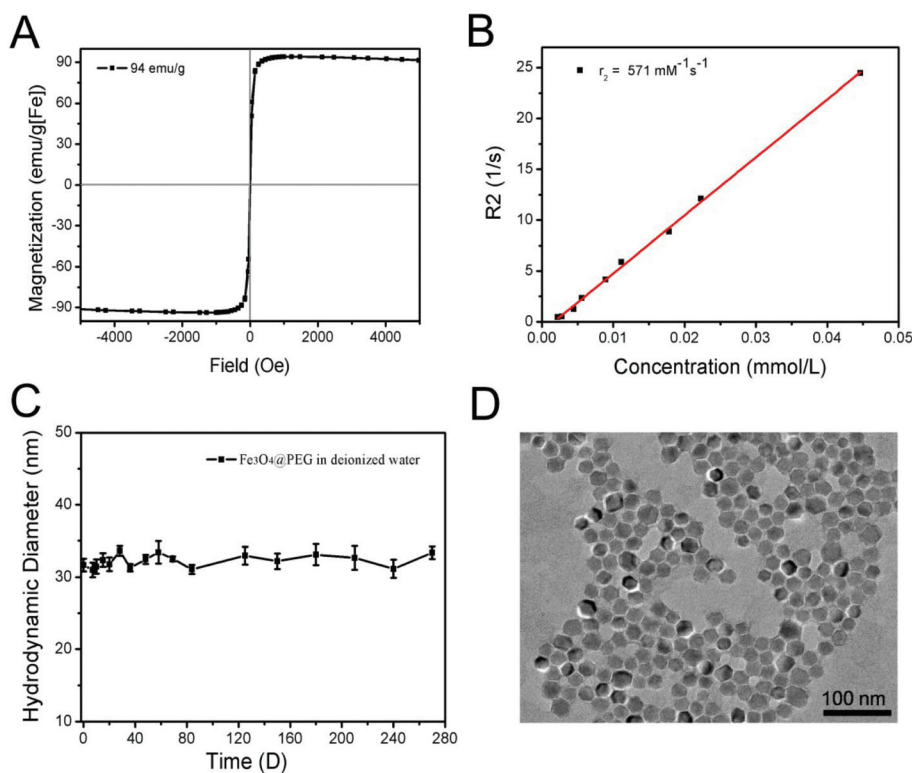 A
94 emu/g
Magnetization (emu/g[Fe])
90
60
30
0
-30
-60
-90
-4000 -2000 0 2000 4000
Field (Oe)
B
r₂ = 571 mM⁻¹s⁻¹
R2 (1/s)
25
20
15
10
5
0
0.00 0.01 0.02 0.03 0.04 0.05
Concentration (mmol/L)
C
Fe₃O₄@PEG in deionized water
Hydrodynamic Diameter (nm)
50
40
30
20
10
0 40 80 120 160 200 240 280
Time (D)
D
100 nm